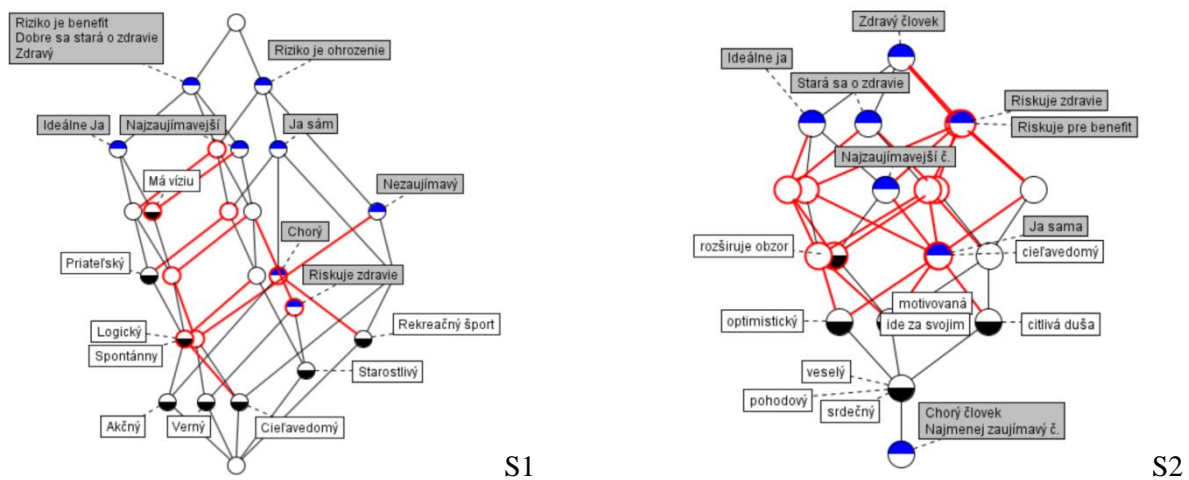 Riziko je benefit
Dobre sa stará o zdravie
Zdravý
Riziko je ohrozenie
Ideálne Ja
Najzaujímavejší
Ja sám
Má víziu
Nezaujímavý
Chorý
Priateľský
Riskuje zdravie
Logický
Spontánny
Rekreačný šport
Starostlivý
Akčný
Verný
Cieľavedomý
S1
Zdravý človek
Ideálne ja
Stará sa o zdravie
Riskuje zdravie
Riskuje pre benefit
Najzaujímavejší č.
Ja sama
rozširuje obzor
cieľavedomý
motivovaná
optimistický
ide za svojim
citlivá duša
veselý
pohodový
srdečný
Chorý človek
Najmenej zaujímavý č.
S2